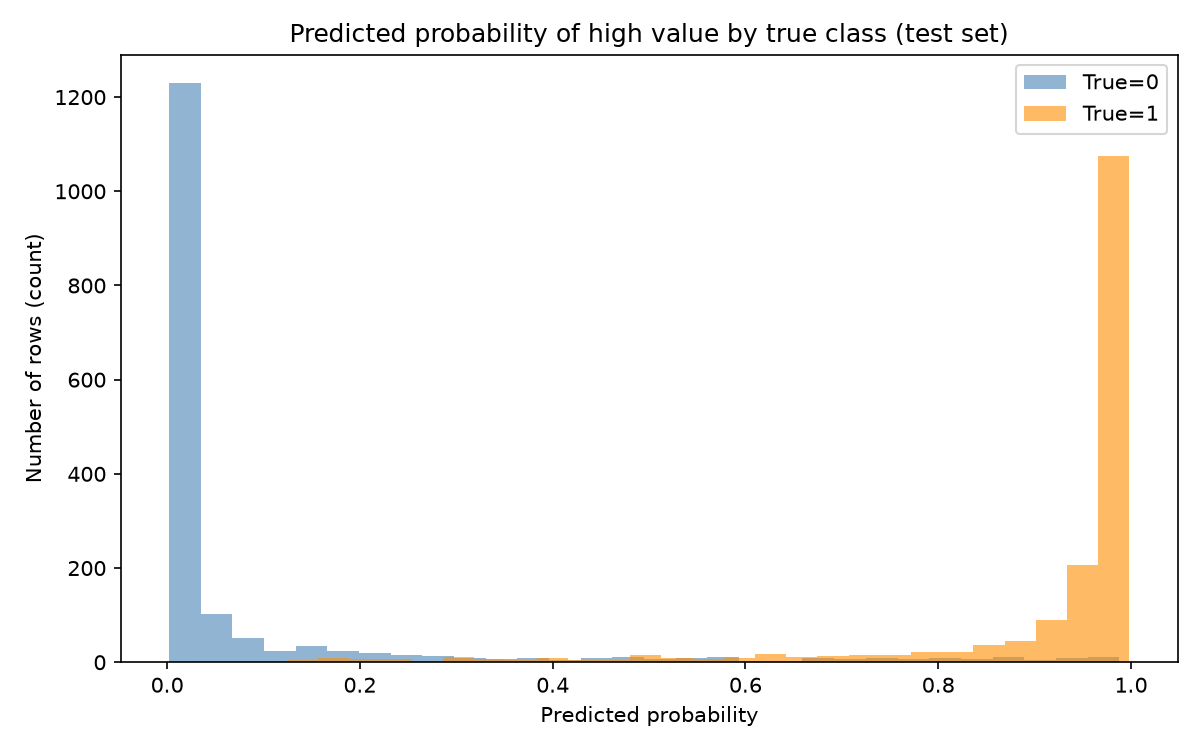 Predicted probability of high value by true class (test set)
True=0
True=1
Number of rows (count)
1200
1000
800
600
400
200
0
0.0 0.2 0.4 0.6 0.8 1.0
Predicted probability